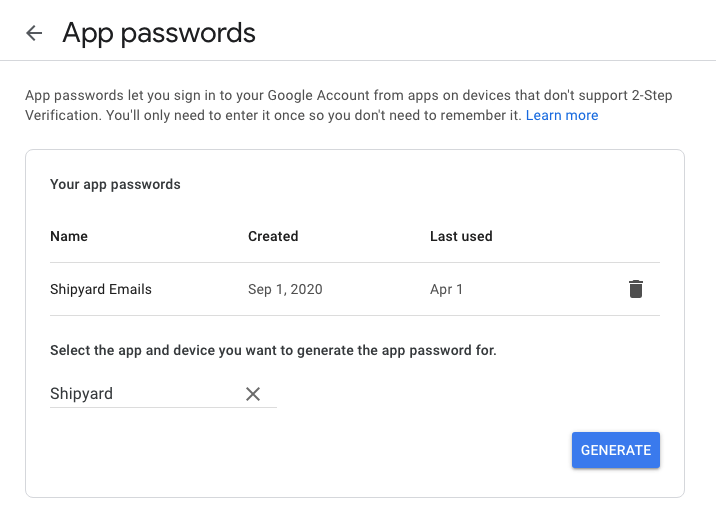 App passwords
App passwords let you sign in to your Google Account from apps on devices that don't support 2-Step
Verification. You'll only need to enter it once so you don't need to remember it. Learn more
Your app passwords
Name Created Last used
Shipyard Emails Sep 1, 2020 Apr 1
Select the app and device you want to generate the app password for.
Shipyard
GENERATE